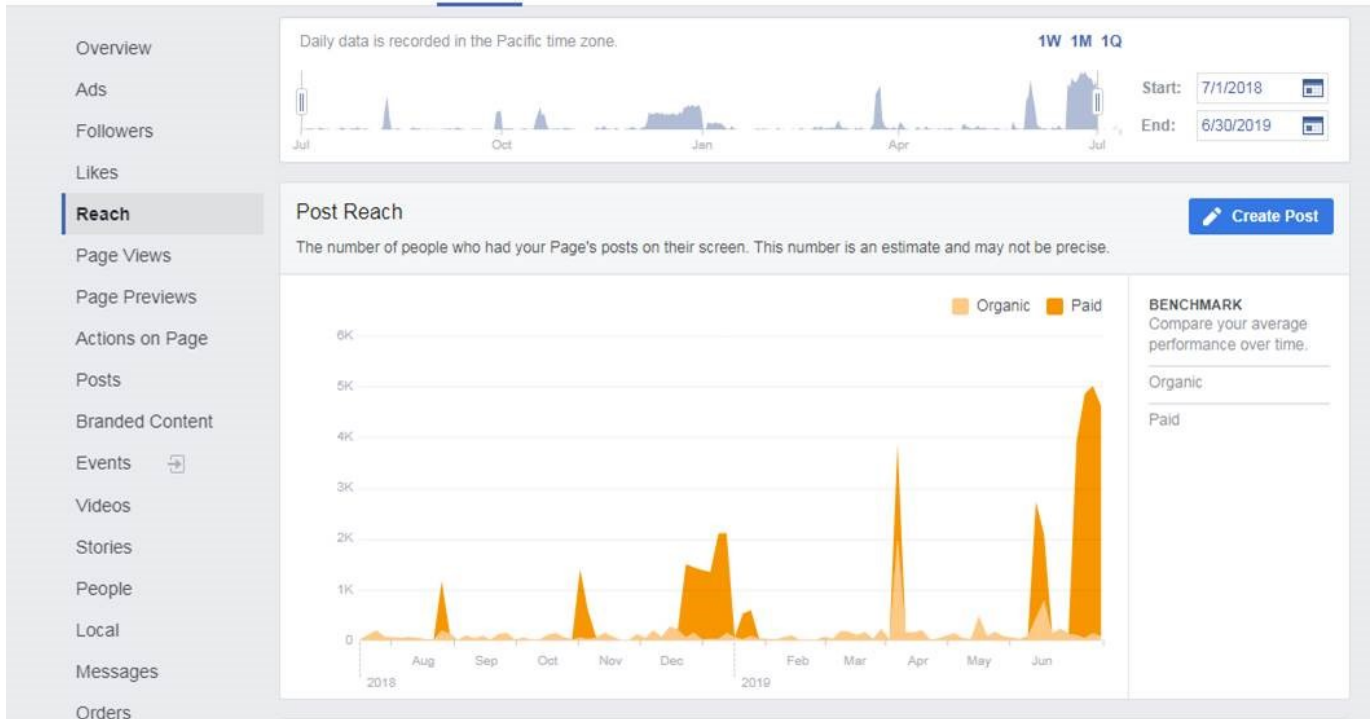 Overview
Ads
Followers
Likes
Reach
Page Views
Page Previews
Actions on Page
Posts
Branded Content
Events
Videos
Stories
People
Local
Messages
Orders
Daily data is recorded in the Pacific time zone.
1W 1M 1Q
Jul Oct Jan Apr Jul
Start: 7/1/2018
End: 6/30/2019
Post Reach
Create Post
The number of people who had your Page's posts on their screen. This number is an estimate and may not be precise.
Organic Paid
6K
5K
4K
3K
2K
1K
0
Aug Sep Oct Nov Dec Feb Mar Apr May Jun
2018 2019
BENCHMARK
Compare your average
performance over time.
Organic
Paid